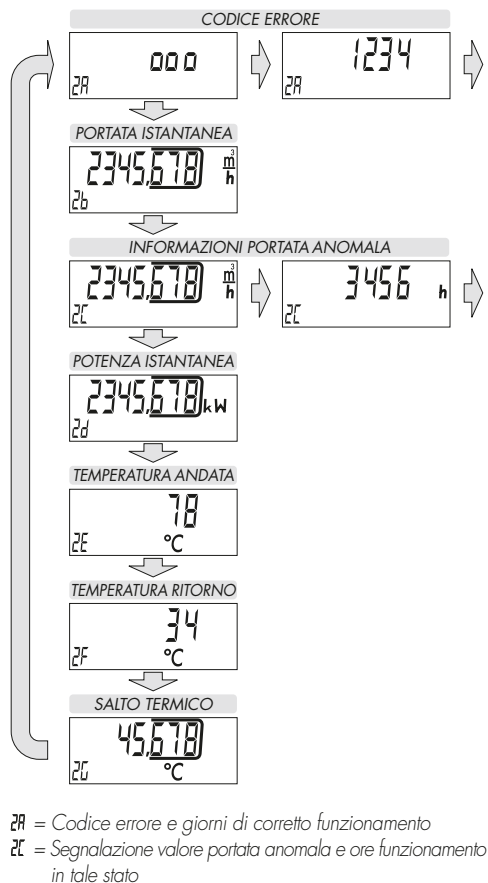 CODICE ERRORE
ooo
2A
1234
2A
PORTATA ISTANTANEA
2345,678 m³/h
2b
INFORMAZIONI PORTATA ANOMALA
2345,678 m³/h
2C
3456 h
2C
POTENZA ISTANTANEA
2345,678 kW
2d
TEMPERATURA ANDATA
78
2E °C
TEMPERATURA RITORNO
34
2F °C
SALTO TERMICO
45,678
2G °C
2A = Codice errore e giorni di corretto funzionamento
2C = Segnalazione valore portata anomala e ore funzionamento
in tale stato